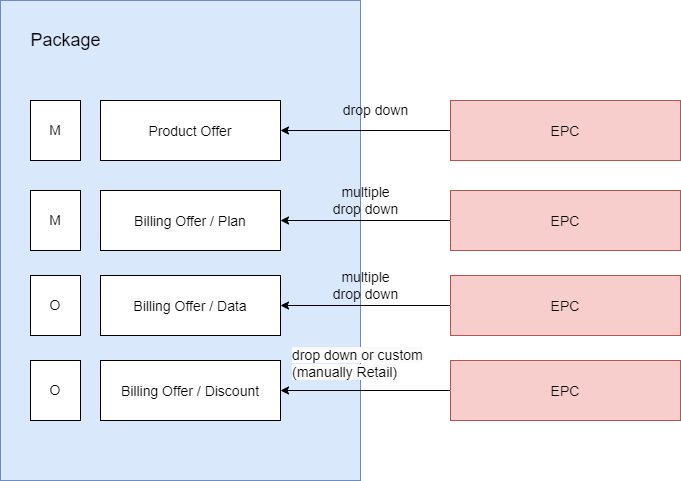 Package
M
Product Offer
drop down
EPC
M
Billing Offer / Plan
multiple
drop down
EPC
O
Billing Offer / Data
multiple
drop down
EPC
O
Billing Offer / Discount
drop down or custom
(manually Retail)
EPC